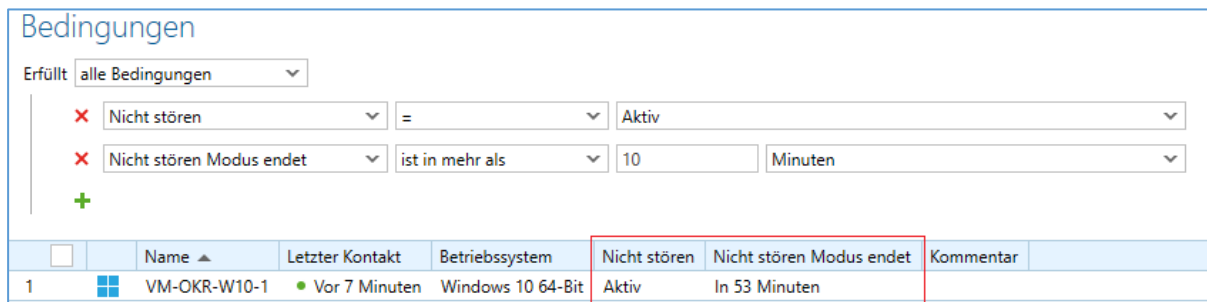 Bedingungen
Erfüllt alle Bedingungen
Nicht stören = Aktiv
Nicht stören Modus endet ist in mehr als 10 Minuten
Name Letzter Kontakt Betriebssystem Nicht stören Nicht stören Modus endet Kommentar
1 VM-OKR-W10-1 Vor 7 Minuten Windows 10 64-Bit Aktiv In 53 Minuten